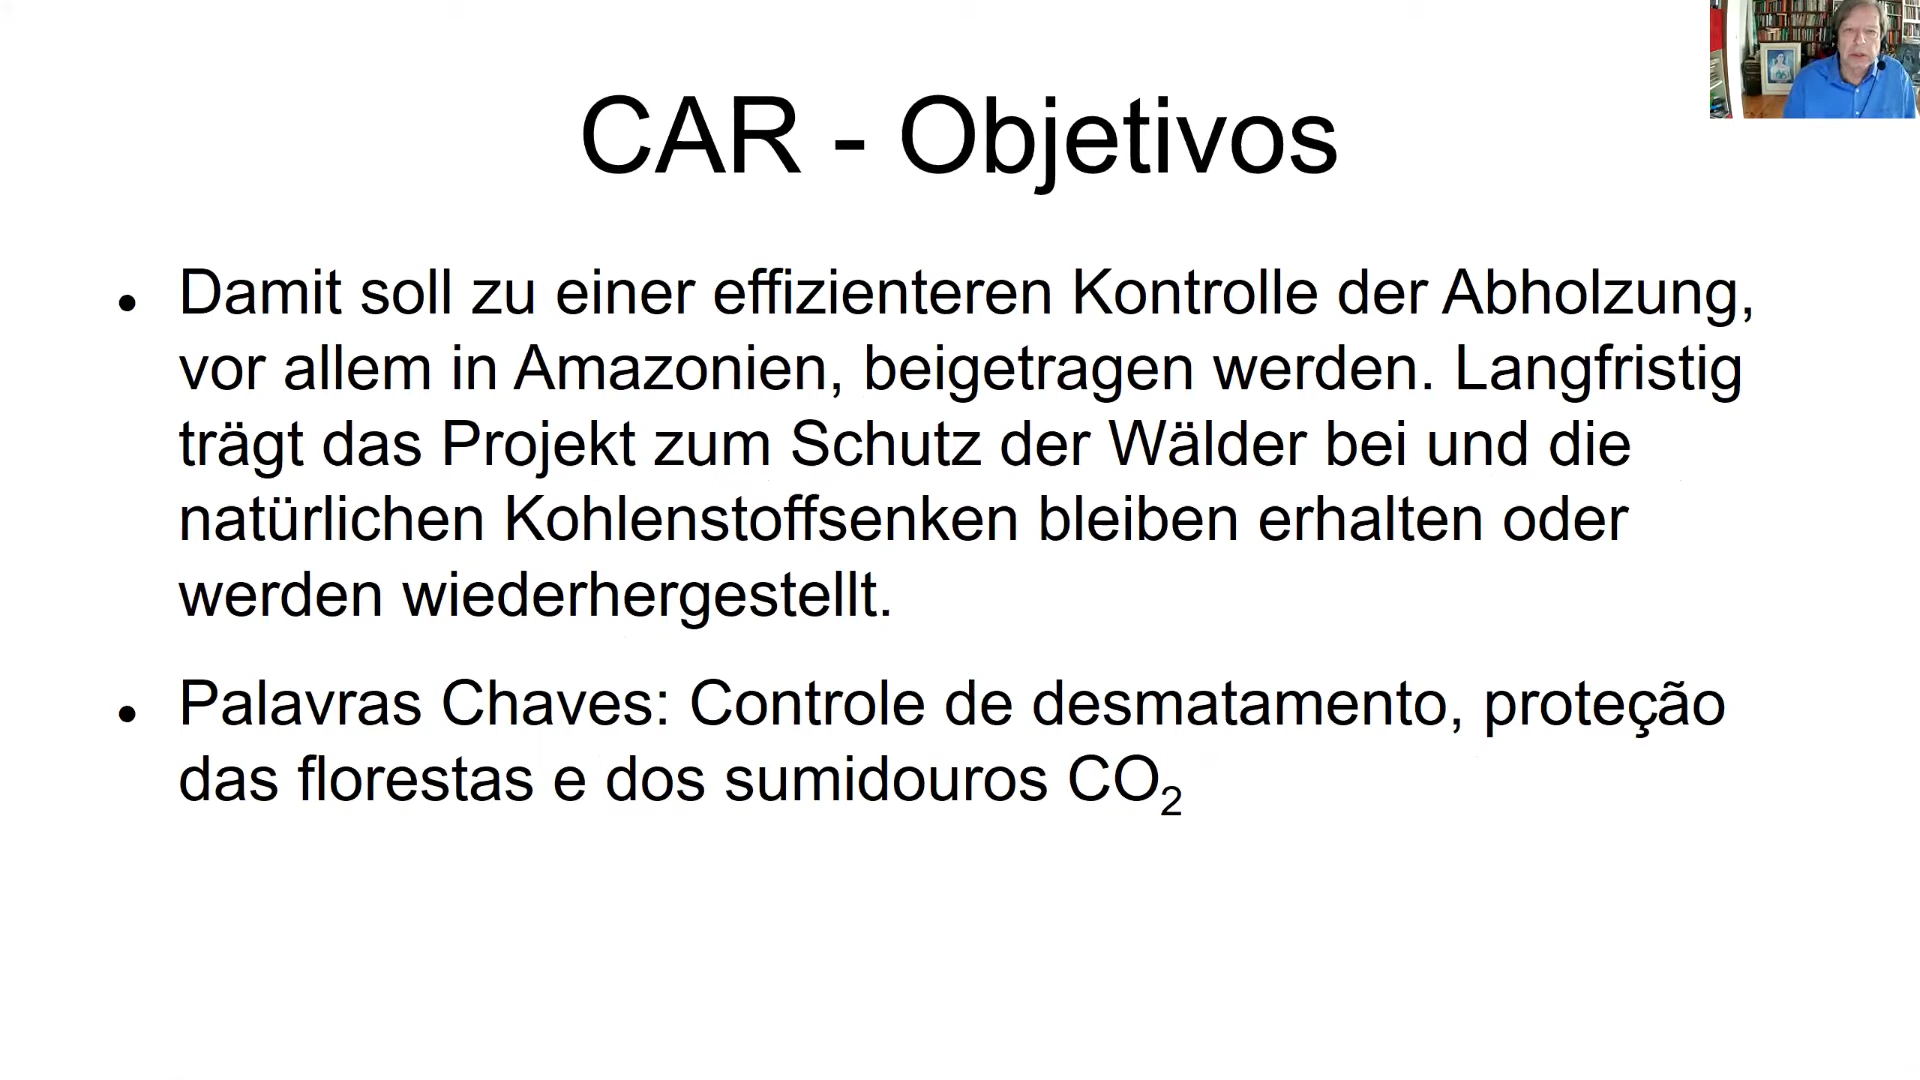 CAR - Objetivos
• Damit soll zu einer effizienteren Kontrolle der Abholzung,
vor allem in Amazonien, beigetragen werden. Langfristig
trägt das Projekt zum Schutz der Wälder bei und die
natürlichen Kohlenstoffsenken bleiben erhalten oder
werden wiederhergestellt.
• Palavras Chaves: Controle de desmatamento, proteção
das florestas e dos sumidouros CO₂